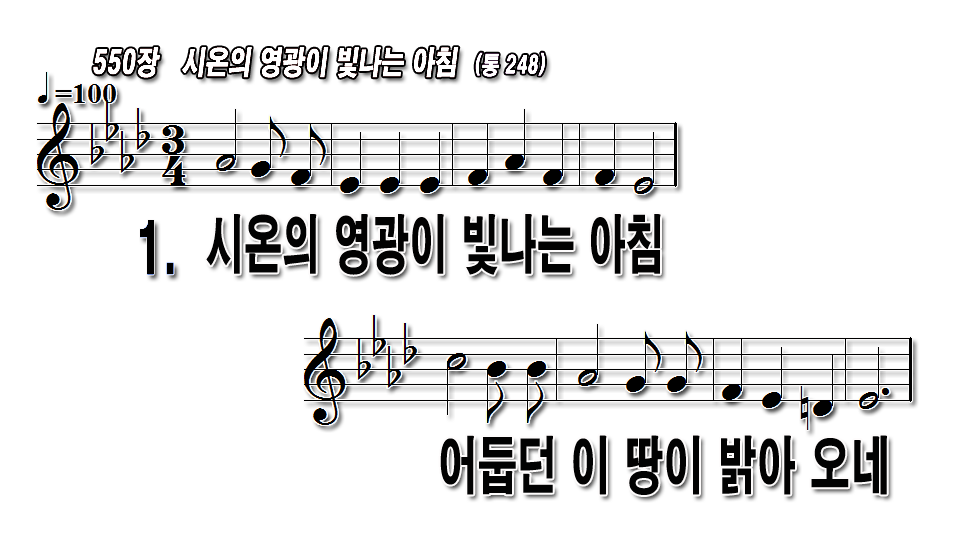 550장 시온의 영광이 빛나는 아침 (통 248)
♩=100
3
4
1. 시온의 영광이 빛나는 아침
어둡던 이 땅이 밝아 오네